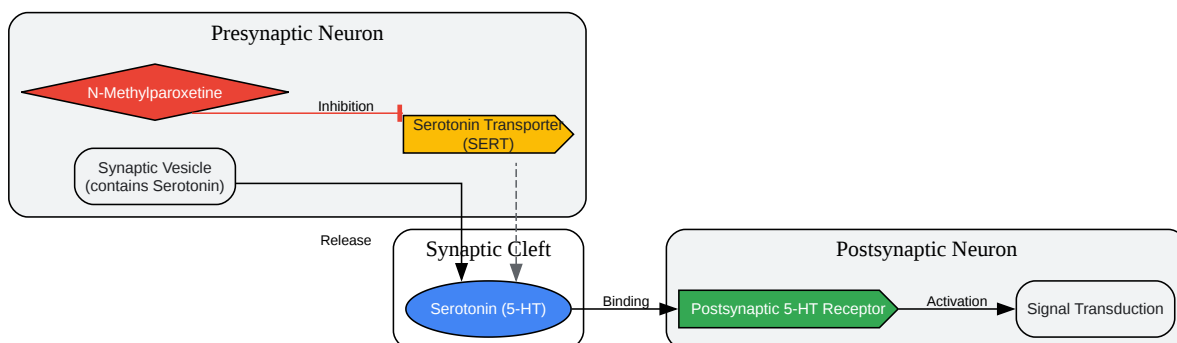 Presynaptic Neuron
N-Methylparoxetine
Inhibition
Serotonin Transporter
(SERT)
Synaptic Vesicle
(contains Serotonin)
Release
Synaptic Cleft
Serotonin (5-HT)
Binding
Postsynaptic Neuron
Postsynaptic 5-HT Receptor
Activation
Signal Transduction